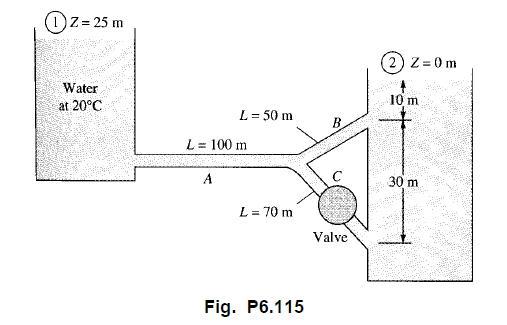 1 Z = 25 m
2 Z = 0 m
Water
at 20°C
10 m
L = 50 m
B
L = 100 m
A
C
30 m
L = 70 m
Valve
Fig. P6.115